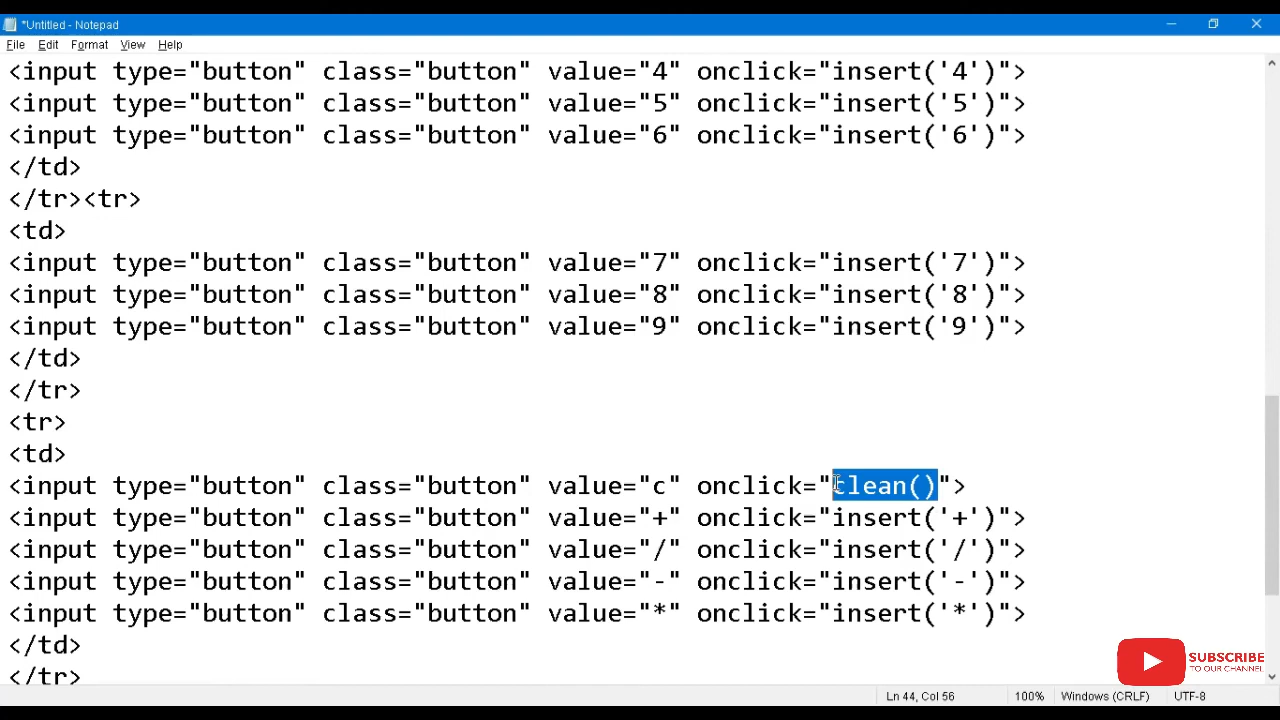 *Untitled - Notepad
File Edit Format View Help
<input type="button" class="button" value="4" onclick="insert('4')">
<input type="button" class="button" value="5" onclick="insert('5')">
<input type="button" class="button" value="6" onclick="insert('6')">
</td>
</tr><tr>
<td>
<input type="button" class="button" value="7" onclick="insert('7')">
<input type="button" class="button" value="8" onclick="insert('8')">
<input type="button" class="button" value="9" onclick="insert('9')">
</td>
</tr>
<tr>
<td>
<input type="button" class="button" value="c" onclick="clean()">
<input type="button" class="button" value="+" onclick="insert('+')">
<input type="button" class="button" value="/" onclick="insert('/')">
<input type="button" class="button" value="-" onclick="insert('-')">
<input type="button" class="button" value="*" onclick="insert('*')">
</td>
</tr>
SUBSCRIBE
TO OUR CHANNEL
Ln 44, Col 56 100% Windows (CRLF) UTF-8